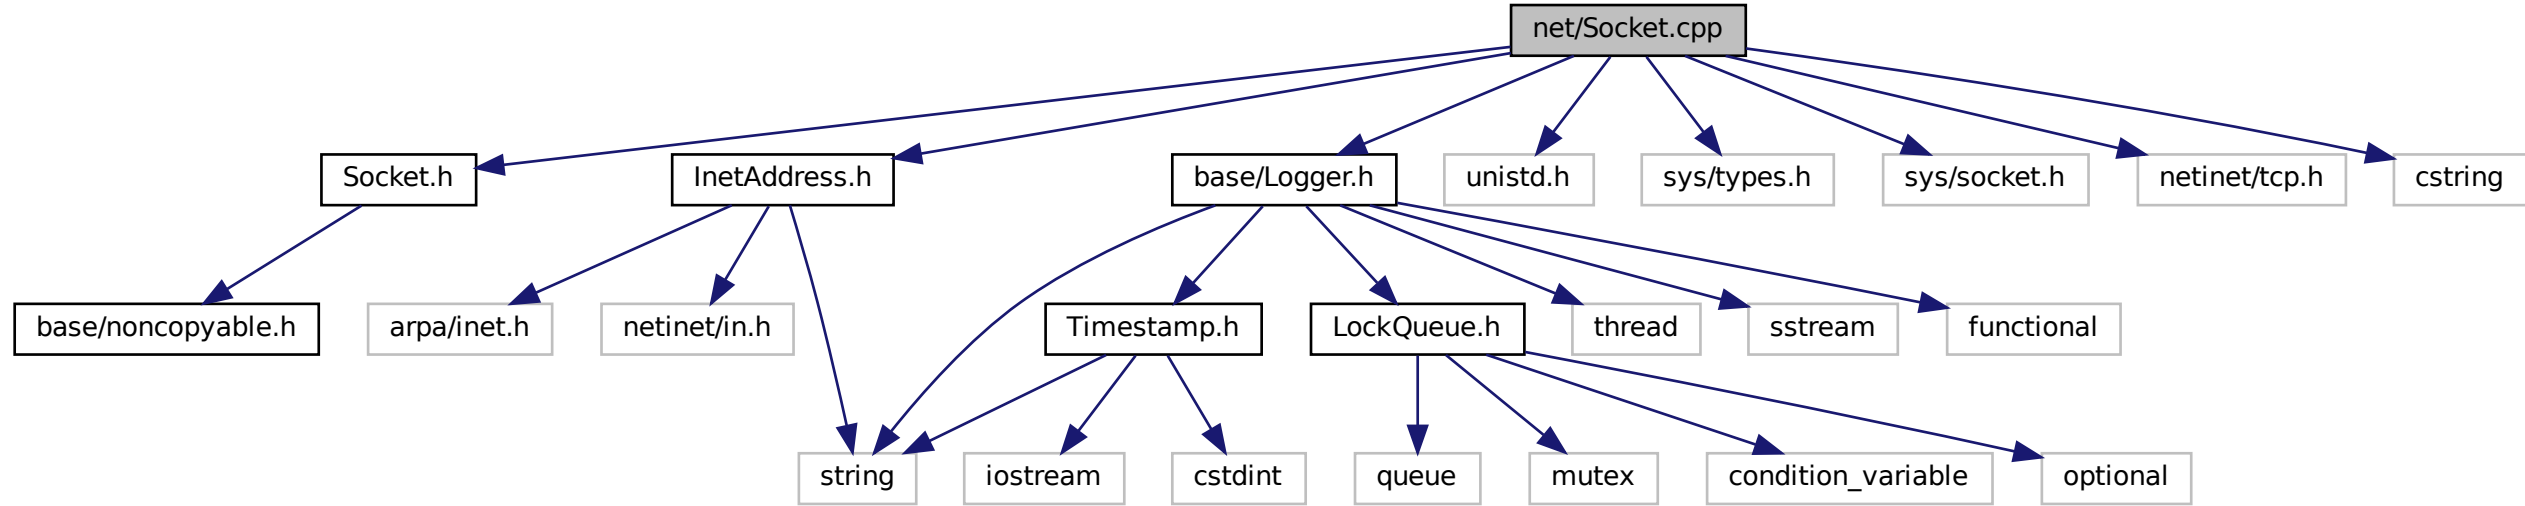 net/Socket.cpp
Socket.h
InetAddress.h
base/Logger.h
unistd.h
sys/types.h
sys/socket.h
netinet/tcp.h
cstring
base/noncopyable.h
arpa/inet.h
netinet/in.h
Timestamp.h
LockQueue.h
thread
sstream
functional
string
iostream
cstdint
queue
mutex
condition_variable
optional